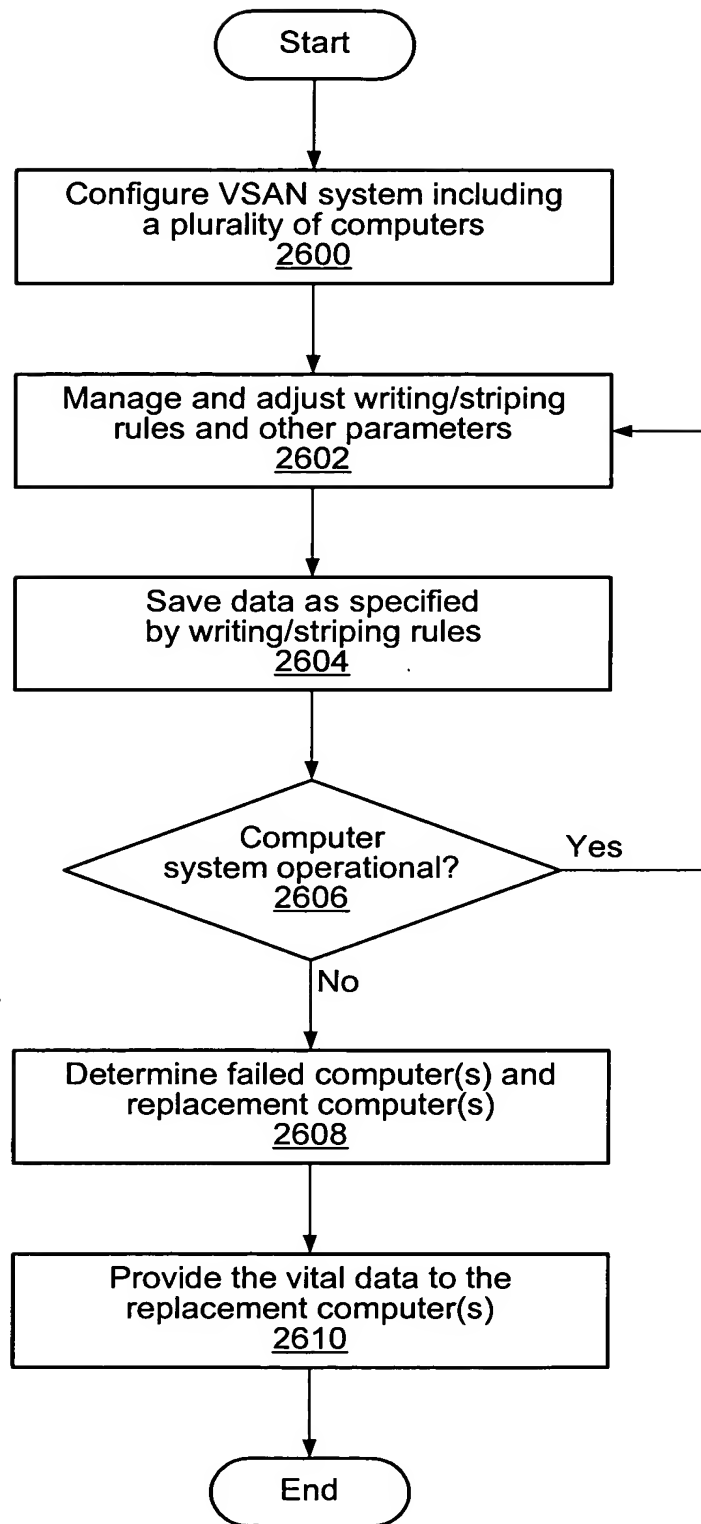 Start
Configure VSAN system including
a plurality of computers
2600
Manage and adjust writing/striping
rules and other parameters
2602
Save data as specified
by writing/striping rules
2604
Computer
system operational?
2606
Yes
No
Determine failed computer(s) and
replacement computer(s)
2608
Provide the vital data to the
replacement computer(s)
2610
End